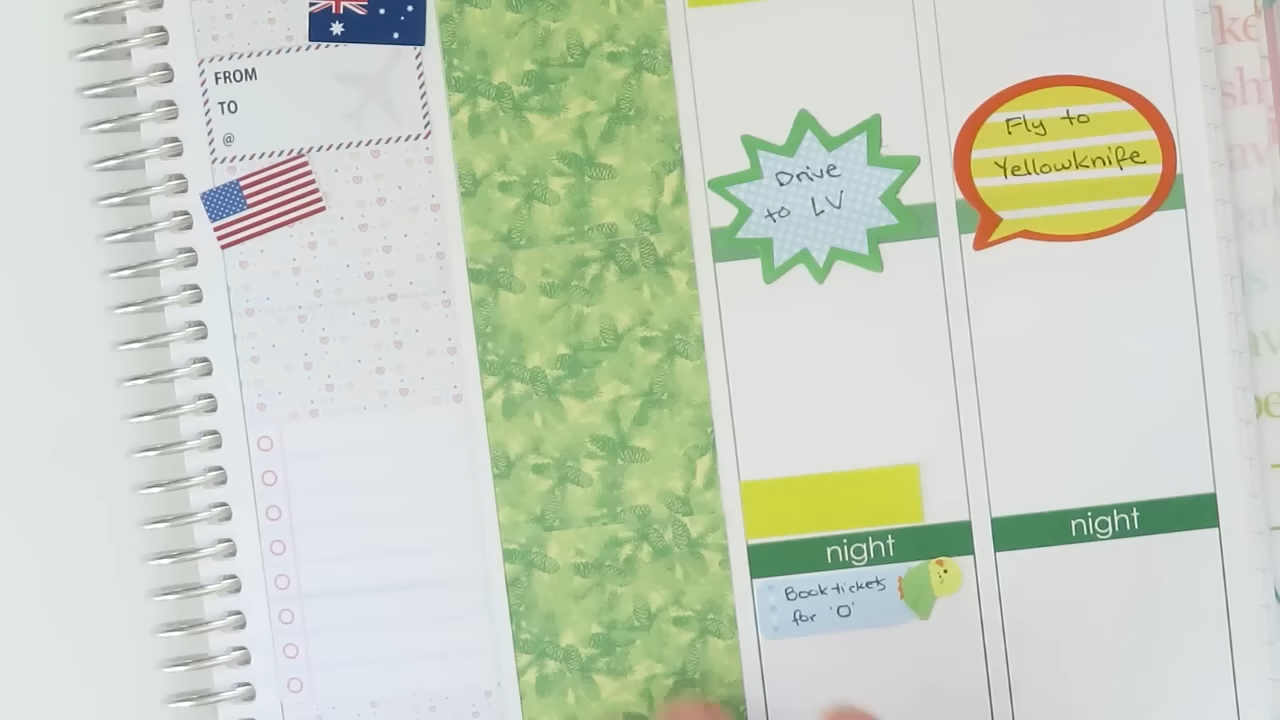 FROM
TO
@
Drive
to LV
Fly to
Yellowknife
night
night
Book tickets
for 'O'